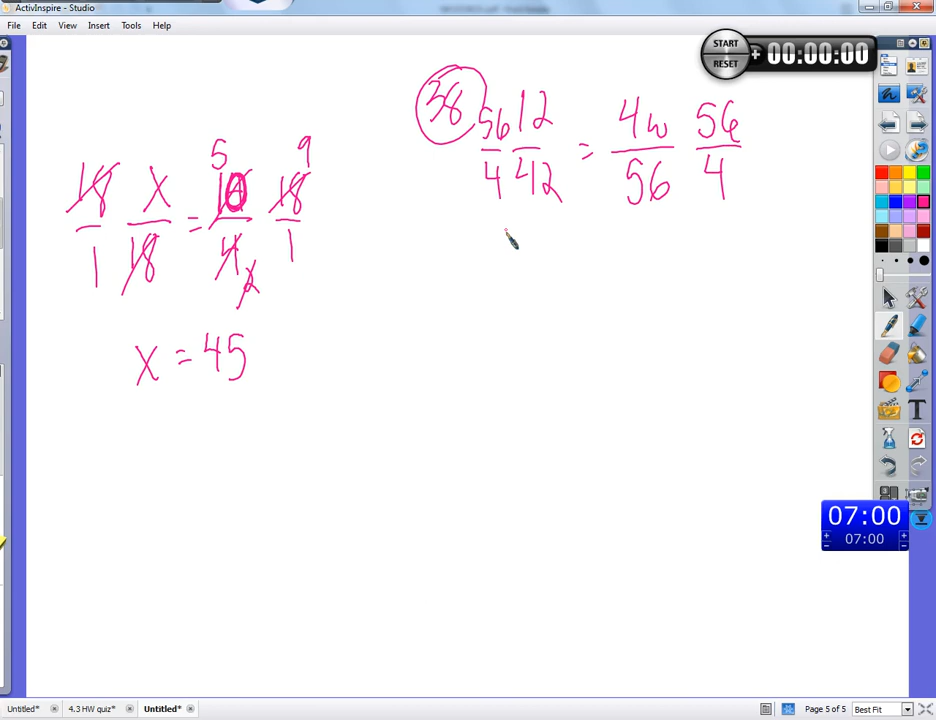 ActivInspire - Studio
File Edit View Insert Tools Help
START
RESET
00:00:00
38
56/4 12/42 = 4w/56 56/4
18/1 x/18 = 5 10/4 2 9 18/1
x = 45
07:00
07:00
Untitled* 4.3 HW quiz* Untitled* Page 5 of 5 Best Fit